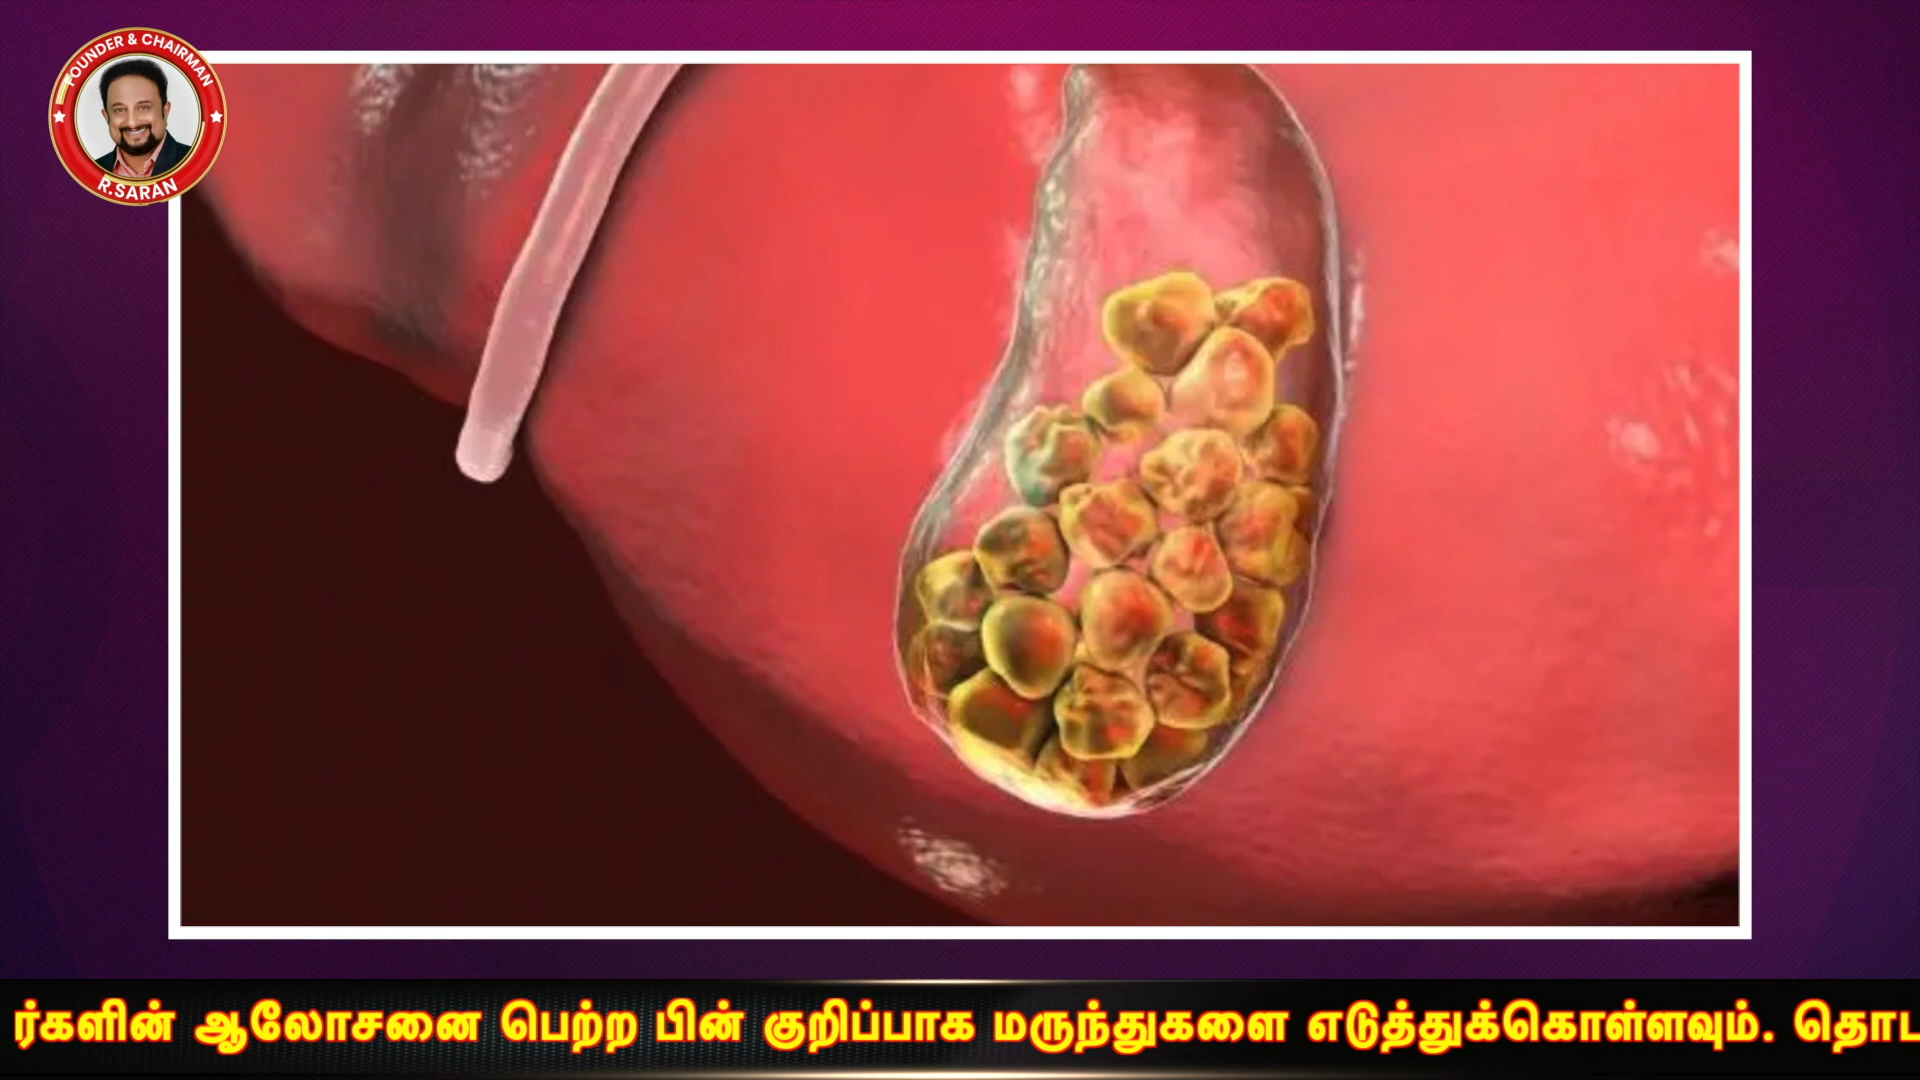 FOUNDER & CHAIRMAN
R.SARAN
ர்களின் ஆலோசனை பெற்ற பின் குறிப்பாக மருந்துகளை எடுத்துக்கொள்ளவும். தொட